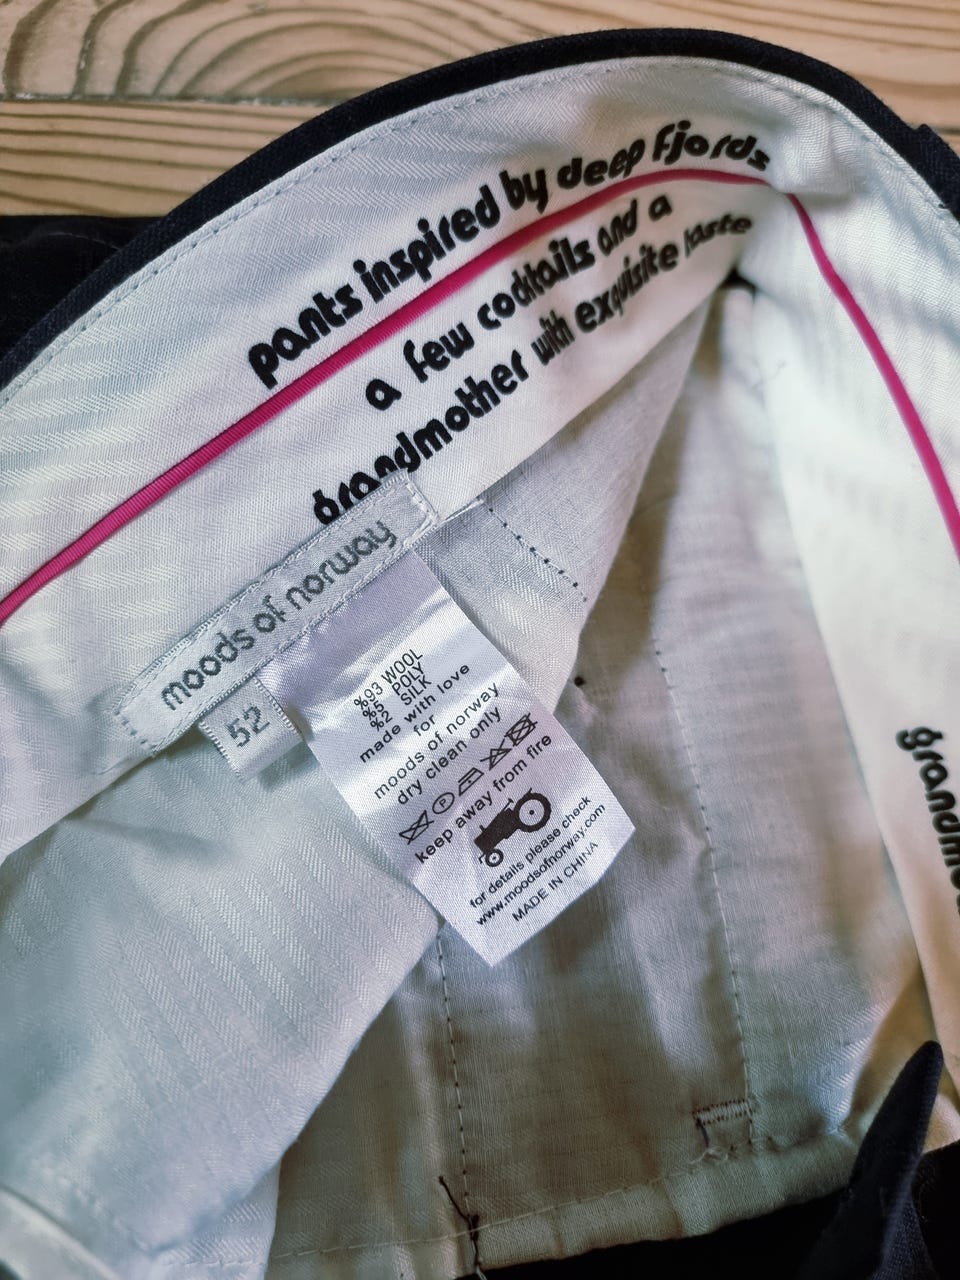 pants inspired by deep fjords
a few cocktails and a
grandmother with exquisite taste
moods of norway
52
%93 WOOL
%5 POLY
%2 SILK
made with love
for
moods of norway
dry clean only
P
keep away from fire
for details please check
www.moodsofnorway.com
MADE IN CHINA